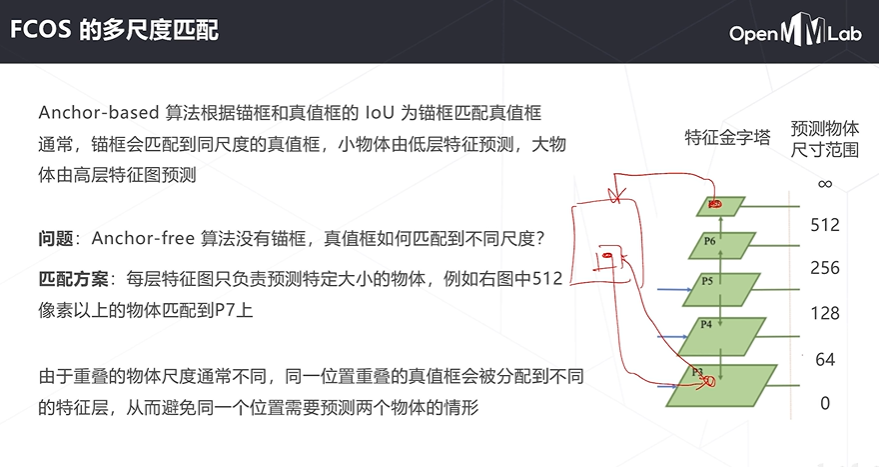 FCOS 的多尺度匹配
OpenMMLab
Anchor-based 算法根据锚框和真值框的 IoU 为锚框匹配真值框
通常，锚框会匹配到同尺度的真值框，小物体由低层特征预测，大物
体由高层特征图预测
问题：Anchor-free 算法没有锚框，真值框如何匹配到不同尺度？
匹配方案：每层特征图只负责预测特定大小的物体，例如右图中512
像素以上的物体匹配到P7上
由于重叠的物体尺度通常不同，同一位置重叠的真值框会被分配到不同
的特征层，从而避免同一个位置需要预测两个物体的情形
特征金字塔
预测物体
尺寸范围
∞
512
P6
256
P5
128
P4
64
P3
0